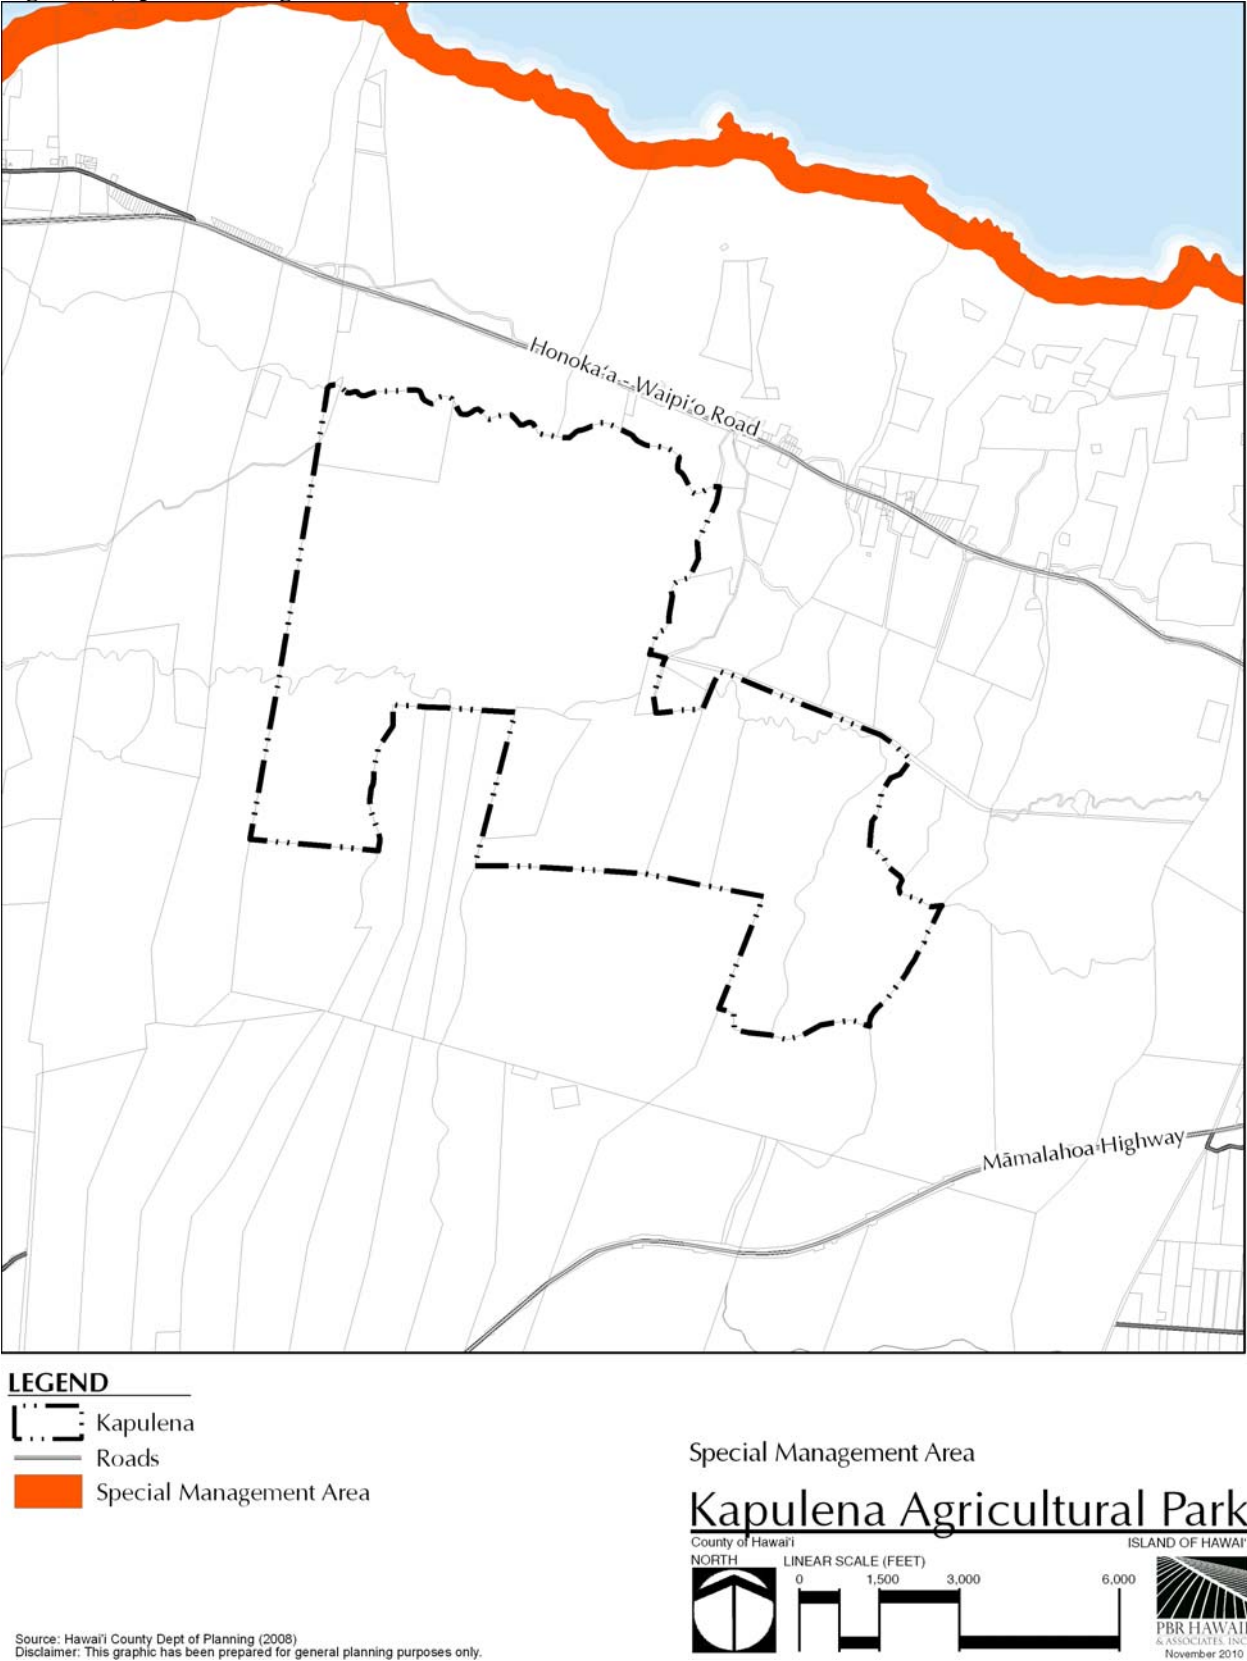 Honoka‘a - Waipi‘o Road
Māmalahoa Highway
LEGEND
Kapulena
Roads
Special Management Area
Special Management Area
Kapulena Agricultural Park
County of Hawai'i
ISLAND OF HAWAI'
NORTH
LINEAR SCALE (FEET)
0 1,500 3,000 6,000
PBR HAWAII
& ASSOCIATES, INC.
November 2010
Source: Hawai'i County Dept of Planning (2008)
Disclaimer: This graphic has been prepared for general planning purposes only.